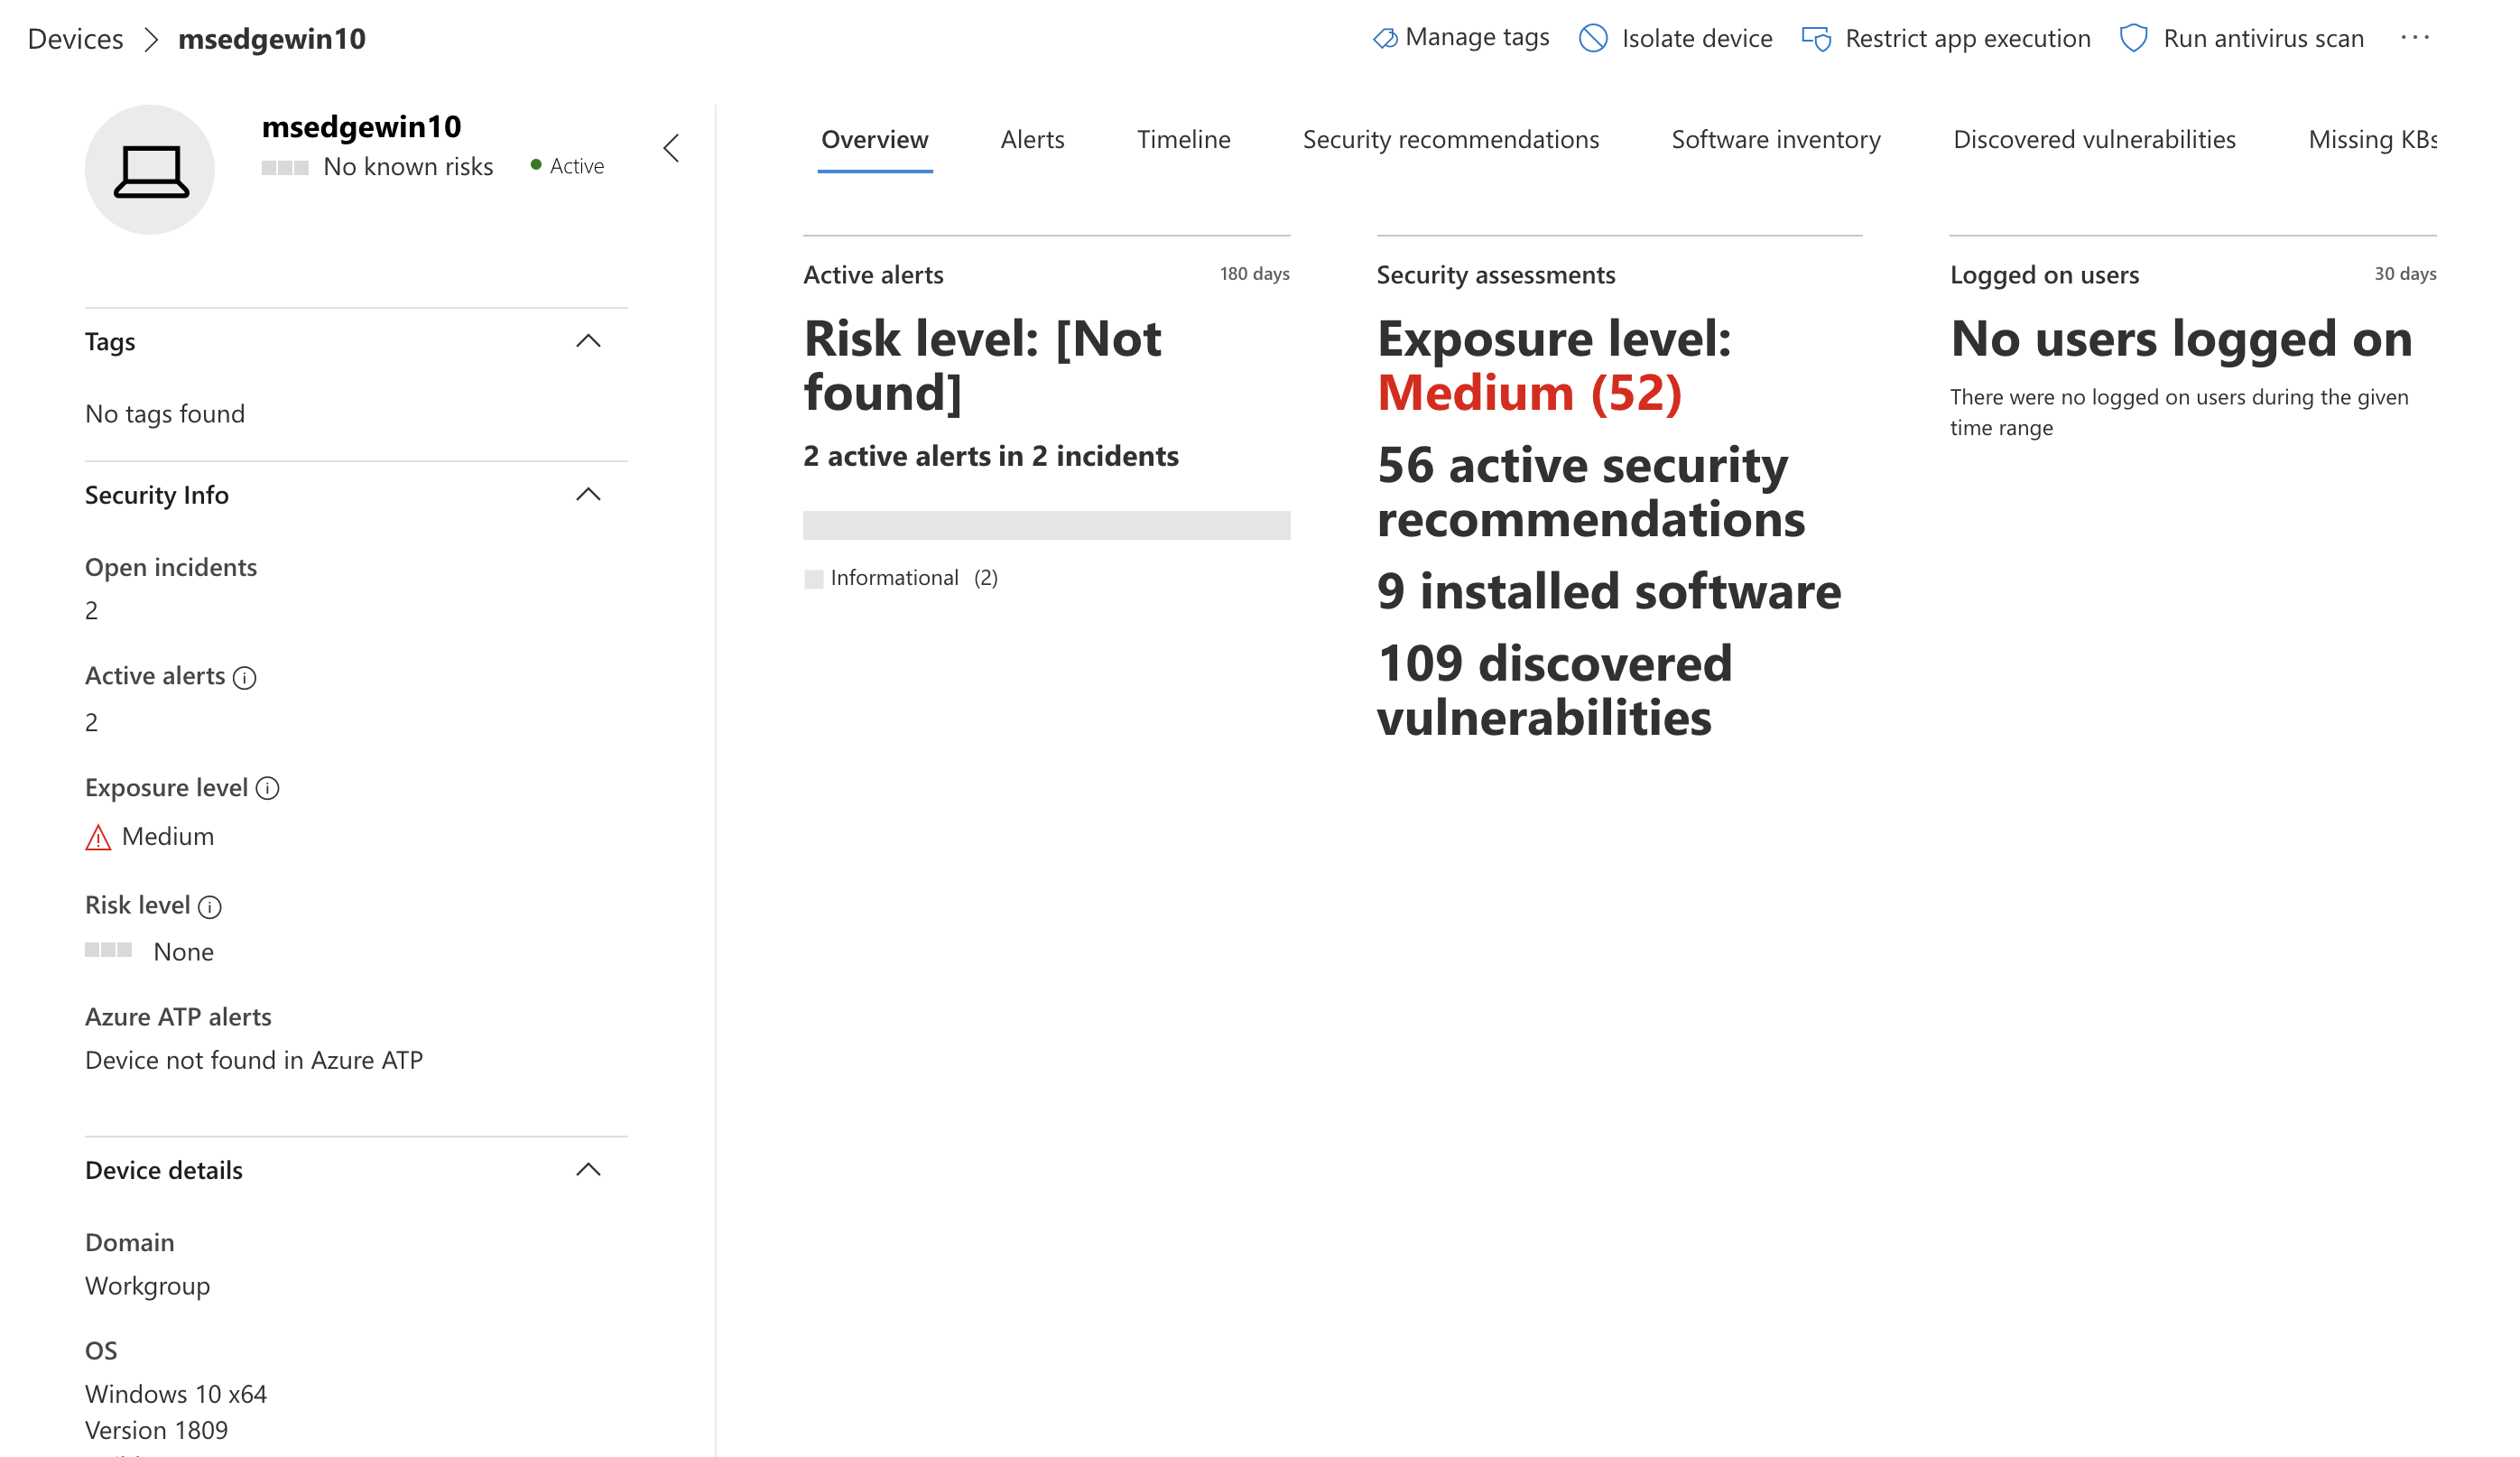 Devices
msedgewin10
Manage tags
Isolate device
Restrict app execution
Run antivirus scan
msedgewin10
No known risks
Active
Tags
No tags found
Security Info
Open incidents
2
Active alerts
2
Exposure level
Medium
Risk level
None
Azure ATP alerts
Device not found in Azure ATP
Device details
Domain
Workgroup
OS
Windows 10 x64
Version 1809
Overview
Alerts
Timeline
Security recommendations
Software inventory
Discovered vulnerabilities
Missing KBs
Active alerts
180 days
Risk level: [Not
found]
2 active alerts in 2 incidents
Informational (2)
Security assessments
Exposure level:
Medium (52)
56 active security
recommendations
9 installed software
109 discovered
vulnerabilities
Logged on users
30 days
No users logged on
There were no logged on users during the given
time range